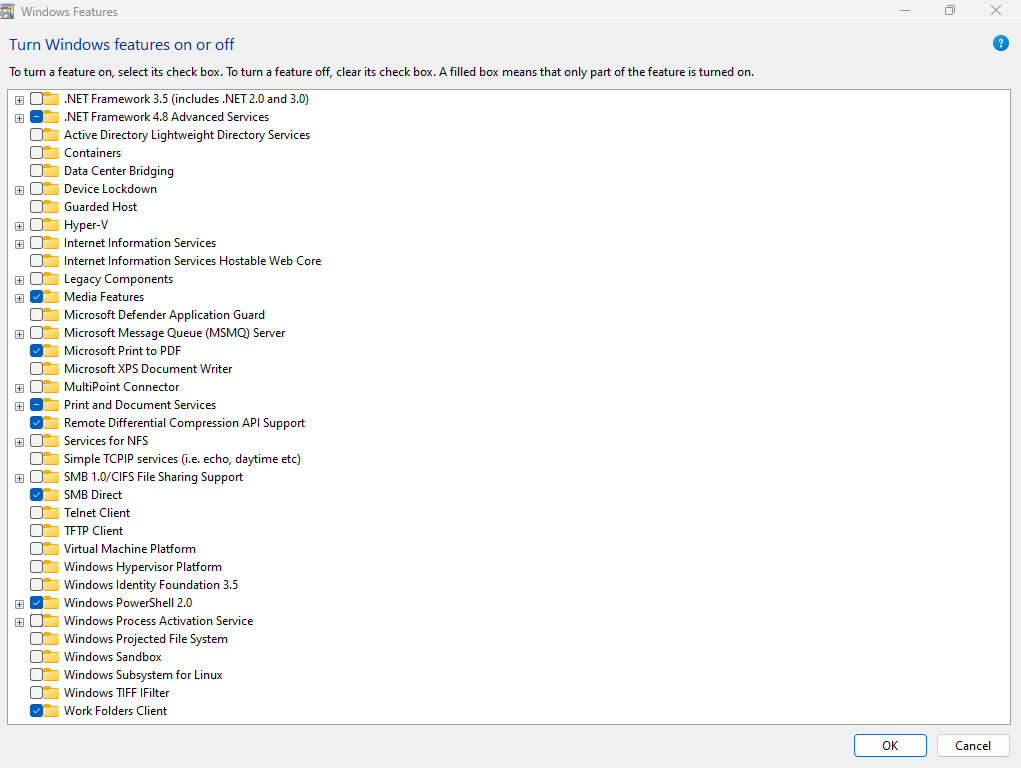 Windows Features
Turn Windows features on or off
?
To turn a feature on, select its check box. To turn a feature off, clear its check box. A filled box means that only part of the feature is turned on.
.NET Framework 3.5 (includes .NET 2.0 and 3.0)
.NET Framework 4.8 Advanced Services
Active Directory Lightweight Directory Services
Containers
Data Center Bridging
Device Lockdown
Guarded Host
Hyper-V
Internet Information Services
Internet Information Services Hostable Web Core
Legacy Components
Media Features
Microsoft Defender Application Guard
Microsoft Message Queue (MSMQ) Server
Microsoft Print to PDF
Microsoft XPS Document Writer
MultiPoint Connector
Print and Document Services
Remote Differential Compression API Support
Services for NFS
Simple TCPIP services (i.e. echo, daytime etc)
SMB 1.0/CIFS File Sharing Support
SMB Direct
Telnet Client
TFTP Client
Virtual Machine Platform
Windows Hypervisor Platform
Windows Identity Foundation 3.5
Windows PowerShell 2.0
Windows Process Activation Service
Windows Projected File System
Windows Sandbox
Windows Subsystem for Linux
Windows TIFF IFilter
Work Folders Client
OK Cancel